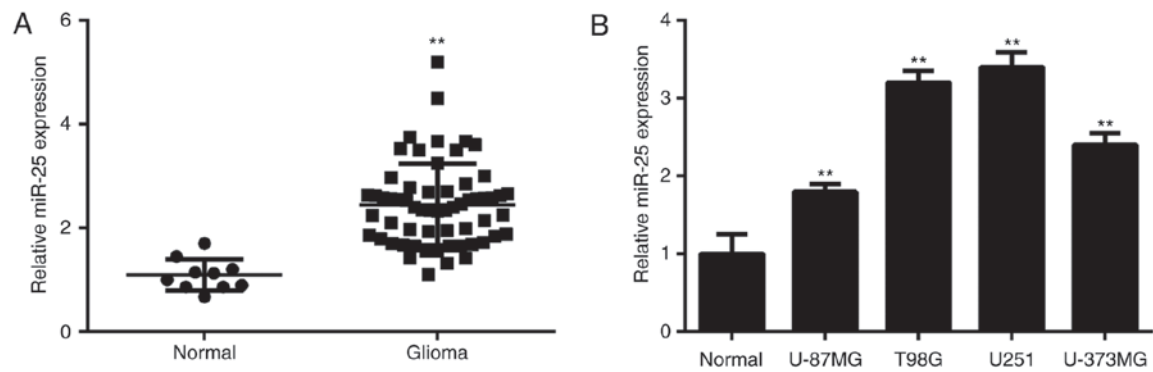 A
Relative miR-25 expression
6
4
2
0
**
Normal Glioma
B
Relative miR-25 expression
4
3
2
1
0
** ** ** **
Normal U-87MG T98G U251 U-373MG